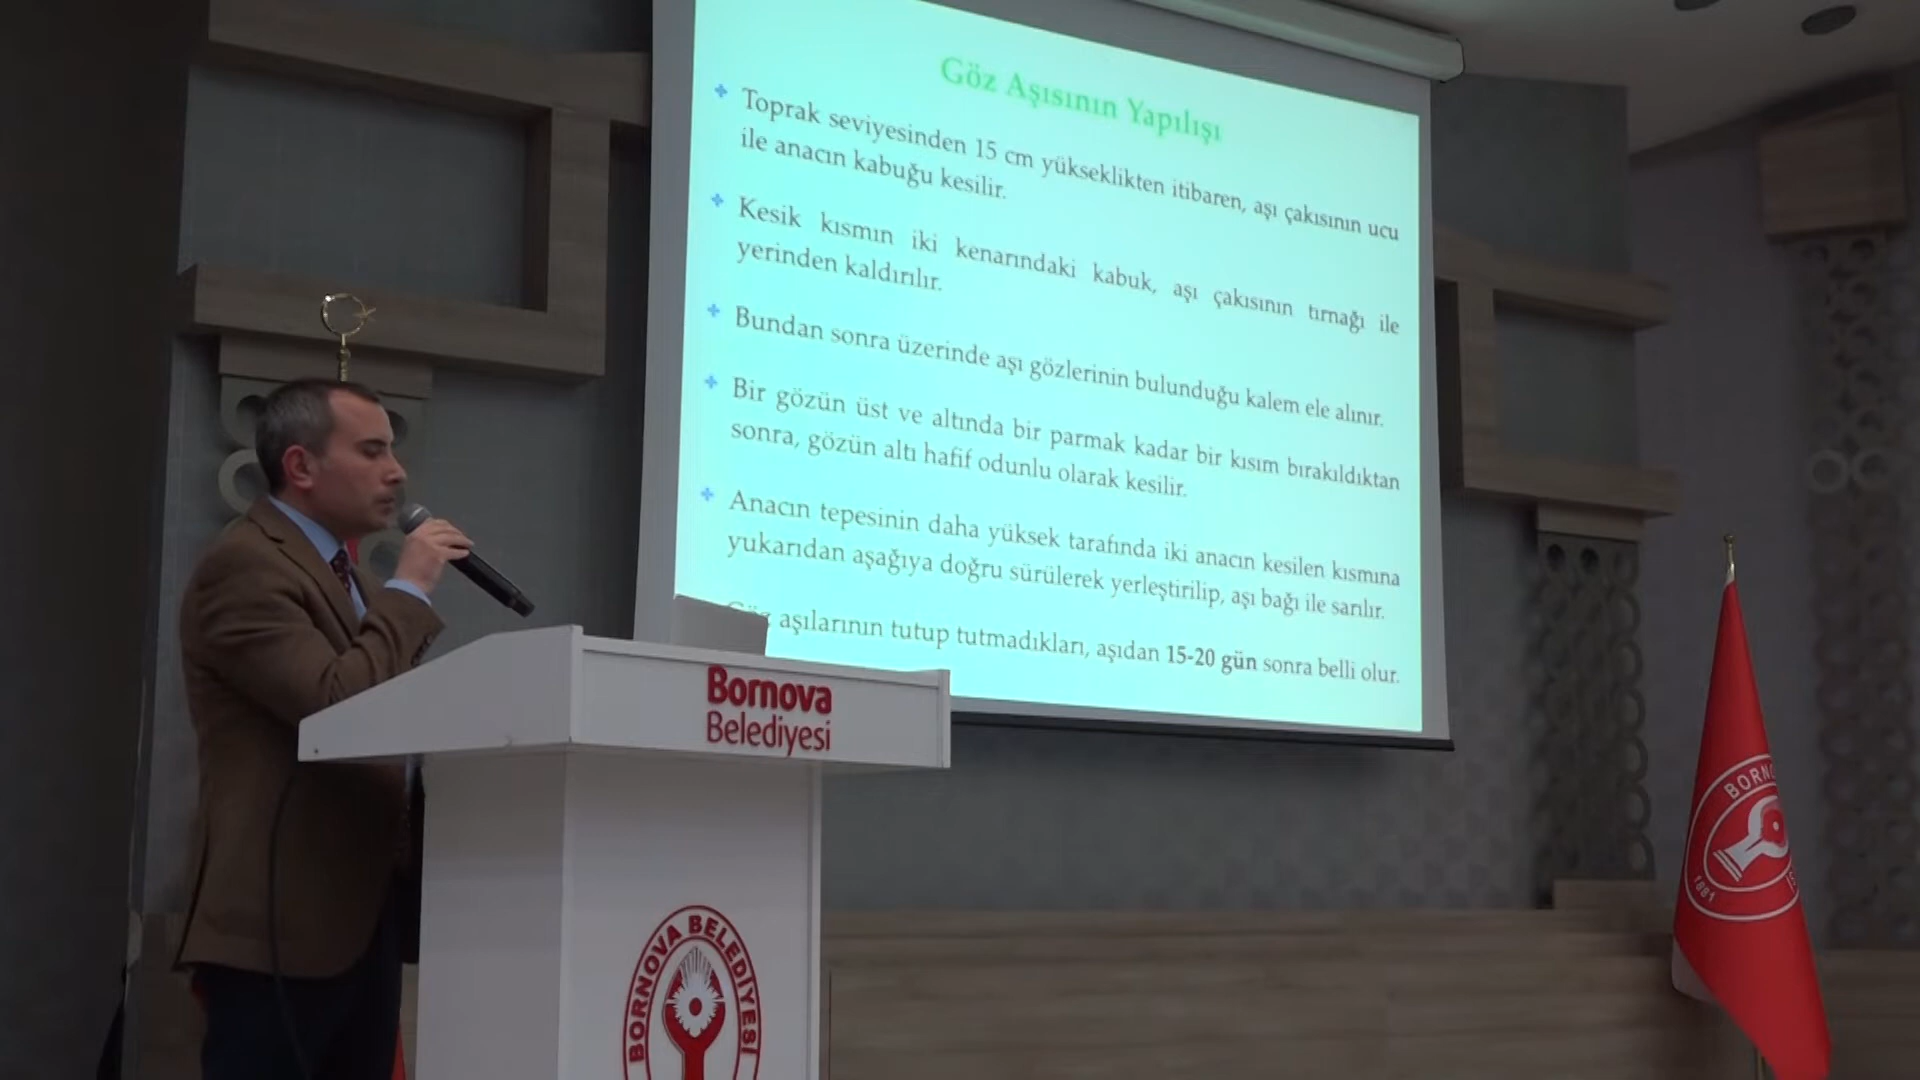 Göz Aşısının Yapılışı
Toprak seviyesinden 15 cm yükseklikten itibaren, aşı çakısının ucu
ile anacın kabuğu kesilir.
Kesik kısmın iki kenarındaki kabuk, aşı çakısının tırnağı ile
yerinden kaldırılır.
Bundan sonra üzerinde aşı gözlerinin bulunduğu kalem ele alınır.
Bir gözün üst ve altında bir parmak kadar bir kısım bırakıldıktan
sonra, gözün altı hafif odunlu olarak kesilir.
Anacın tepesinin daha yüksek tarafında iki anacın kesilen kısmına
yukarıdan aşağıya doğru sürülerek yerleştirilip, aşı bağı ile sarılır.
Göz aşılarının tutup tutmadıkları, aşıdan 15-20 gün sonra belli olur.
Bornova
Belediyesi
BORNOVA BELEDİYESİ
1881